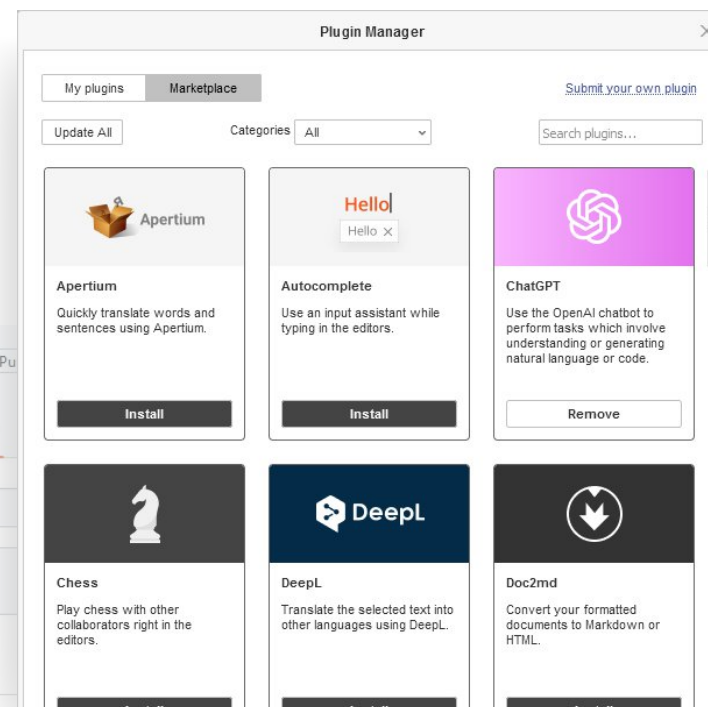 Plugin Manager
My plugins
Marketplace
Submit your own plugin
Update All
Categories
All
Search plugins...
Apertium
Hello
Hello
Apertium
Quickly translate words and
sentences using Apertium.
Install
Autocomplete
Use an input assistant while
typing in the editors.
Install
ChatGPT
Use the OpenAI chatbot to
perform tasks which involve
understanding or generating
natural language or code.
Remove
Pu
DeepL
Chess
Play chess with other
collaborators right in the
editors.
DeepL
Translate the selected text into
other languages using DeepL.
Doc2md
Convert your formatted
documents to Markdown or
HTML.